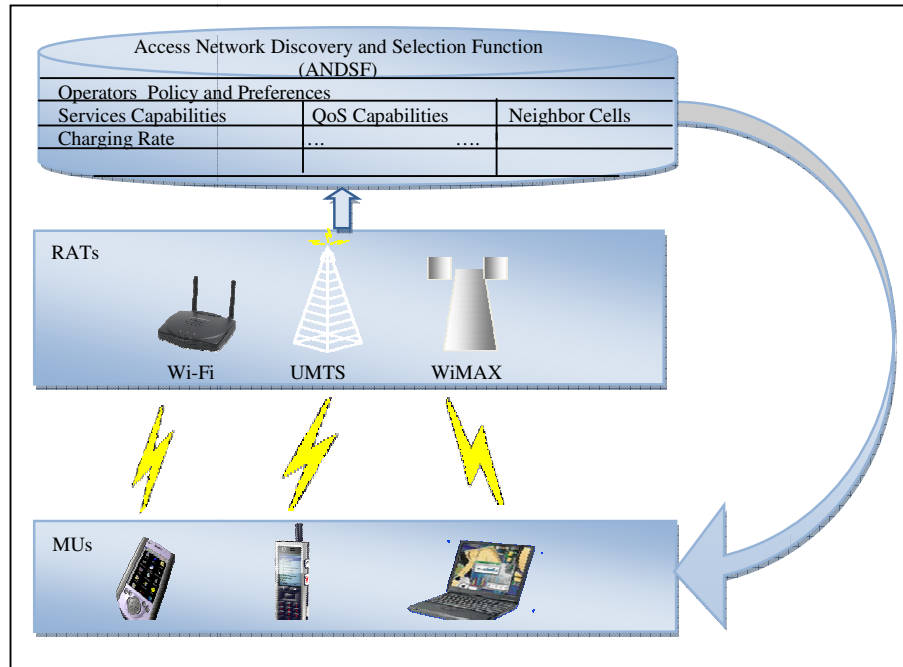 Access Network Discovery and Selection Function
(ANDSF)
Operators Policy and Preferences
Services Capabilities QoS Capabilities Neighbor Cells
Charging Rate … ….
RATs
Wi-Fi UMTS WiMAX
MUs